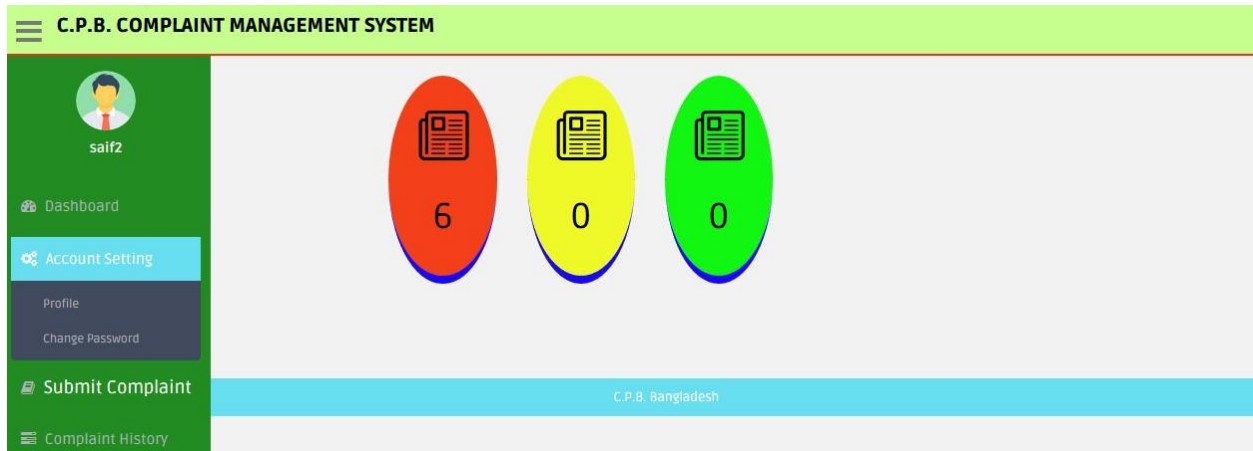 C.P.B. COMPLAINT MANAGEMENT SYSTEM
saif2
Dashboard
Account Setting
Profile
Change Password
Submit Complaint
Complaint History
6
0
0
C.P.B. Bangladesh